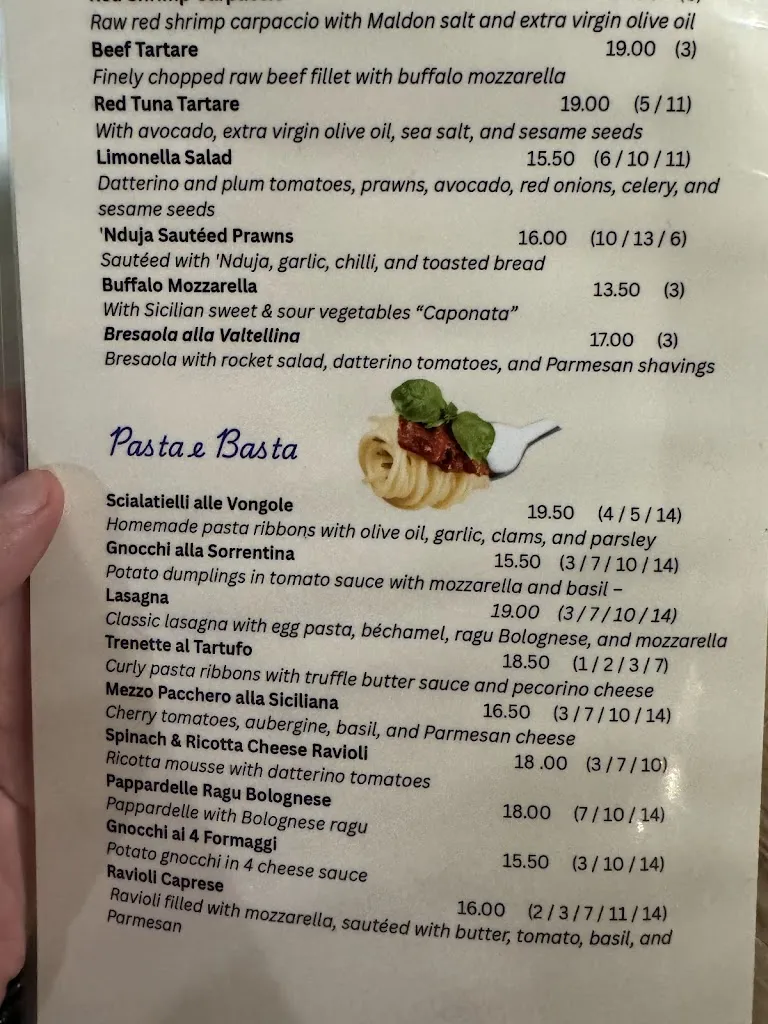 Raw red shrimp carpaccio with Maldon salt and extra virgin olive oil
Beef Tartare 19.00 (3)
Finely chopped raw beef fillet with buffalo mozzarella
Red Tuna Tartare 19.00 (5 / 11)
With avocado, extra virgin olive oil, sea salt, and sesame seeds
Limonella Salad 15.50 (6 / 10 / 11)
Datterino and plum tomatoes, prawns, avocado, red onions, celery, and
sesame seeds
'Nduja Sautéed Prawns 16.00 (10 / 13 / 6)
Sautéed with 'Nduja, garlic, chilli, and toasted bread
Buffalo Mozzarella 13.50 (3)
With Sicilian sweet & sour vegetables “Caponata”
Bresaola alla Valtellina 17.00 (3)
Bresaola with rocket salad, datterino tomatoes, and Parmesan shavings
Pasta e Basta
Scialatielli alle Vongole 19.50 (4 / 5 / 14)
Homemade pasta ribbons with olive oil, garlic, clams, and parsley
Gnocchi alla Sorrentina 15.50 (3 / 7 / 10 / 14)
Potato dumplings in tomato sauce with mozzarella and basil –
Lasagna 19.00 (3 / 7 / 10 / 14)
Classic lasagna with egg pasta, béchamel, ragu Bolognese, and mozzarella
Trenette al Tartufo 18.50 (1 / 2 / 3 / 7)
Curly pasta ribbons with truffle butter sauce and pecorino cheese
Mezzo Pacchero alla Siciliana 16.50 (3 / 7 / 10 / 14)
Cherry tomatoes, aubergine, basil, and Parmesan cheese
Spinach & Ricotta Cheese Ravioli 18 .00 (3 / 7 / 10)
Ricotta mousse with datterino tomatoes
Pappardelle Ragu Bolognese 18.00 (7 / 10 / 14)
Pappardelle with Bolognese ragu
Gnocchi ai 4 Formaggi 15.50 (3 / 10 / 14)
Potato gnocchi in 4 cheese sauce
Ravioli Caprese 16.00 (2 / 3 / 7 / 11 / 14)
Ravioli filled with mozzarella, sautéed with butter, tomato, basil, and
Parmesan